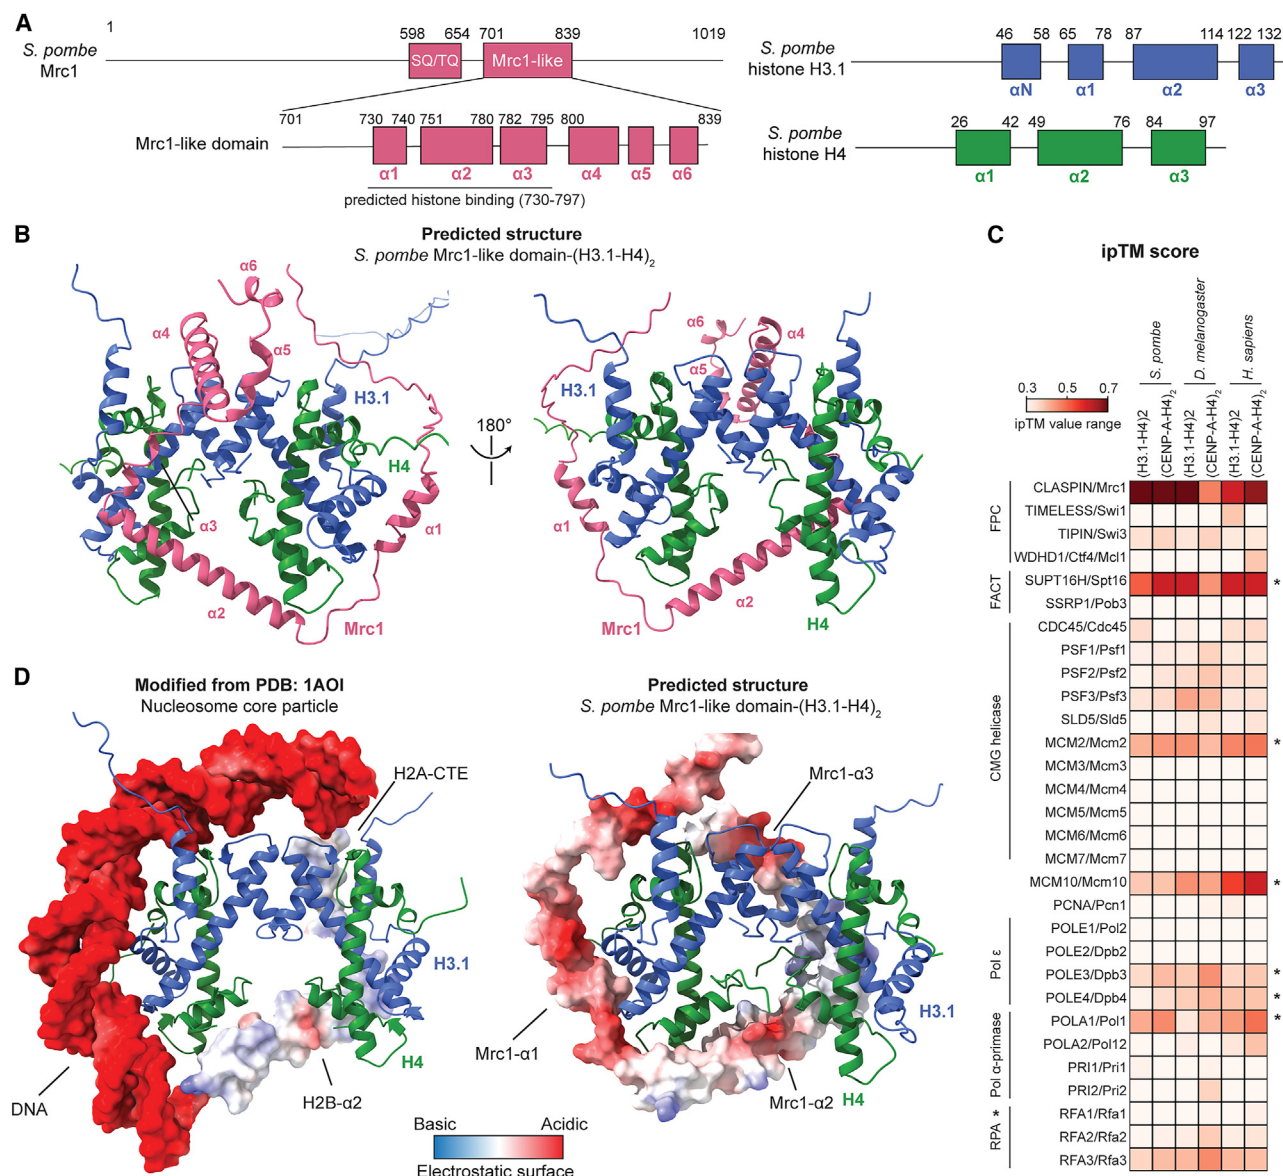 A
1
S. pombe
Mrc1
598 654 701 839 1019
SQ/TQ Mrc1-like
701 730 740 751 780 782 795 800 839
Mrc1-like domain
α1 α2 α3 α4 α5 α6
predicted histone binding (730-797)
S. pombe
histone H3.1
46 58 65 78 87 114 122 132
αN α1 α2 α3
S. pombe
histone H4
26 42 49 76 84 97
α1 α2 α3
B
Predicted structure
S. pombe Mrc1-like domain-(H3.1-H4)2
α6
α4
α5
H3.1
H4
α3
α1
α2
Mrc1
180°
α6
α4
α5
H3.1
α1
α2
Mrc1
H4
C
ipTM score
S. pombe
D. melanogaster
H. sapiens
0.3 0.5 0.7
ipTM value range
(H3.1-H4)2
(CENP-A-H4)2
(H3.1-H4)2
(CENP-A-H4)2
(H3.1-H4)2
(CENP-A-H4)2
FPC
CLASPIN/Mrc1
TIMELESS/Swi1
TIPIN/Swi3
WDHD1/Ctf4/Mcl1
FACT
SUPT16H/Spt16 *
SSRP1/Pob3
CMG helicase
CDC45/Cdc45
PSF1/Psf1
PSF2/Psf2
PSF3/Psf3
SLD5/Sld5
MCM2/Mcm2 *
MCM3/Mcm3
MCM4/Mcm4
MCM5/Mcm5
MCM6/Mcm6
MCM7/Mcm7
MCM10/Mcm10 *
PCNA/Pcn1
Pol ε
POLE1/Pol2
POLE2/Dpb2
POLE3/Dpb3 *
POLE4/Dpb4 *
Pol α-primase
POLA1/Pol1 *
POLA2/Pol12
PRI1/Pri1
PRI2/Pri2
RPA *
RFA1/Rfa1
RFA2/Rfa2
RFA3/Rfa3
D
Modified from PDB: 1AOI
Nucleosome core particle
H2A-CTE
H3.1
H4
H2B-α2
DNA
Predicted structure
S. pombe Mrc1-like domain-(H3.1-H4)2
Mrc1-α3
H3.1
Mrc1-α1
Mrc1-α2
H4
Basic Acidic
Electrostatic surface